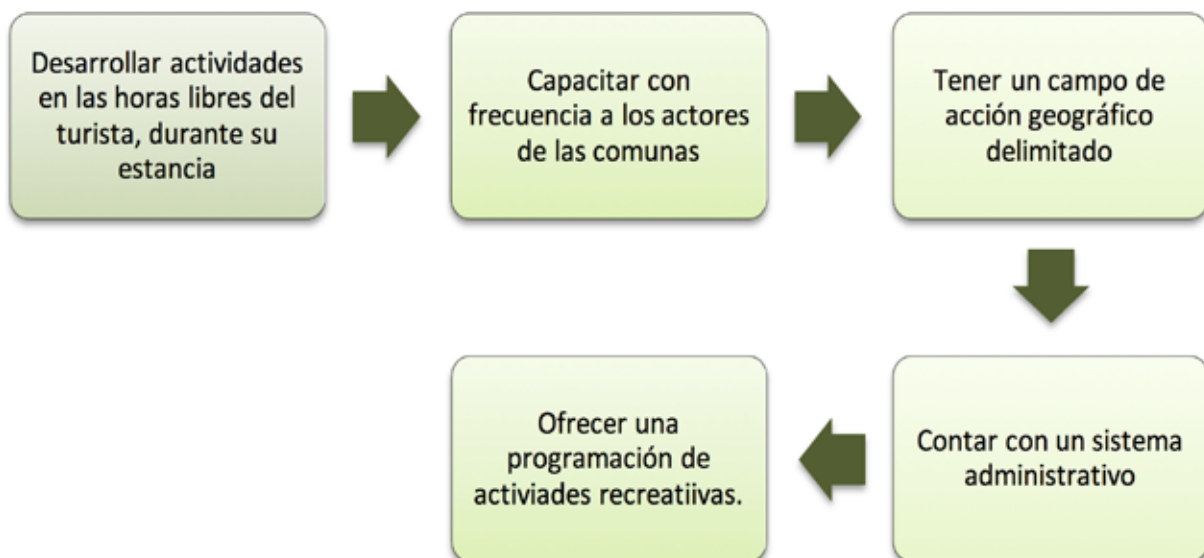 Desarrollar actividades
en las horas libres del
turista, durante su
estancia
Capacitar con
frecuencia a los actores
de las comunas
Tener un campo de
acción geográfico
delimitado
Contar con un sistema
administrativo
Ofrecer una
programación de
activiades recreatiivas.